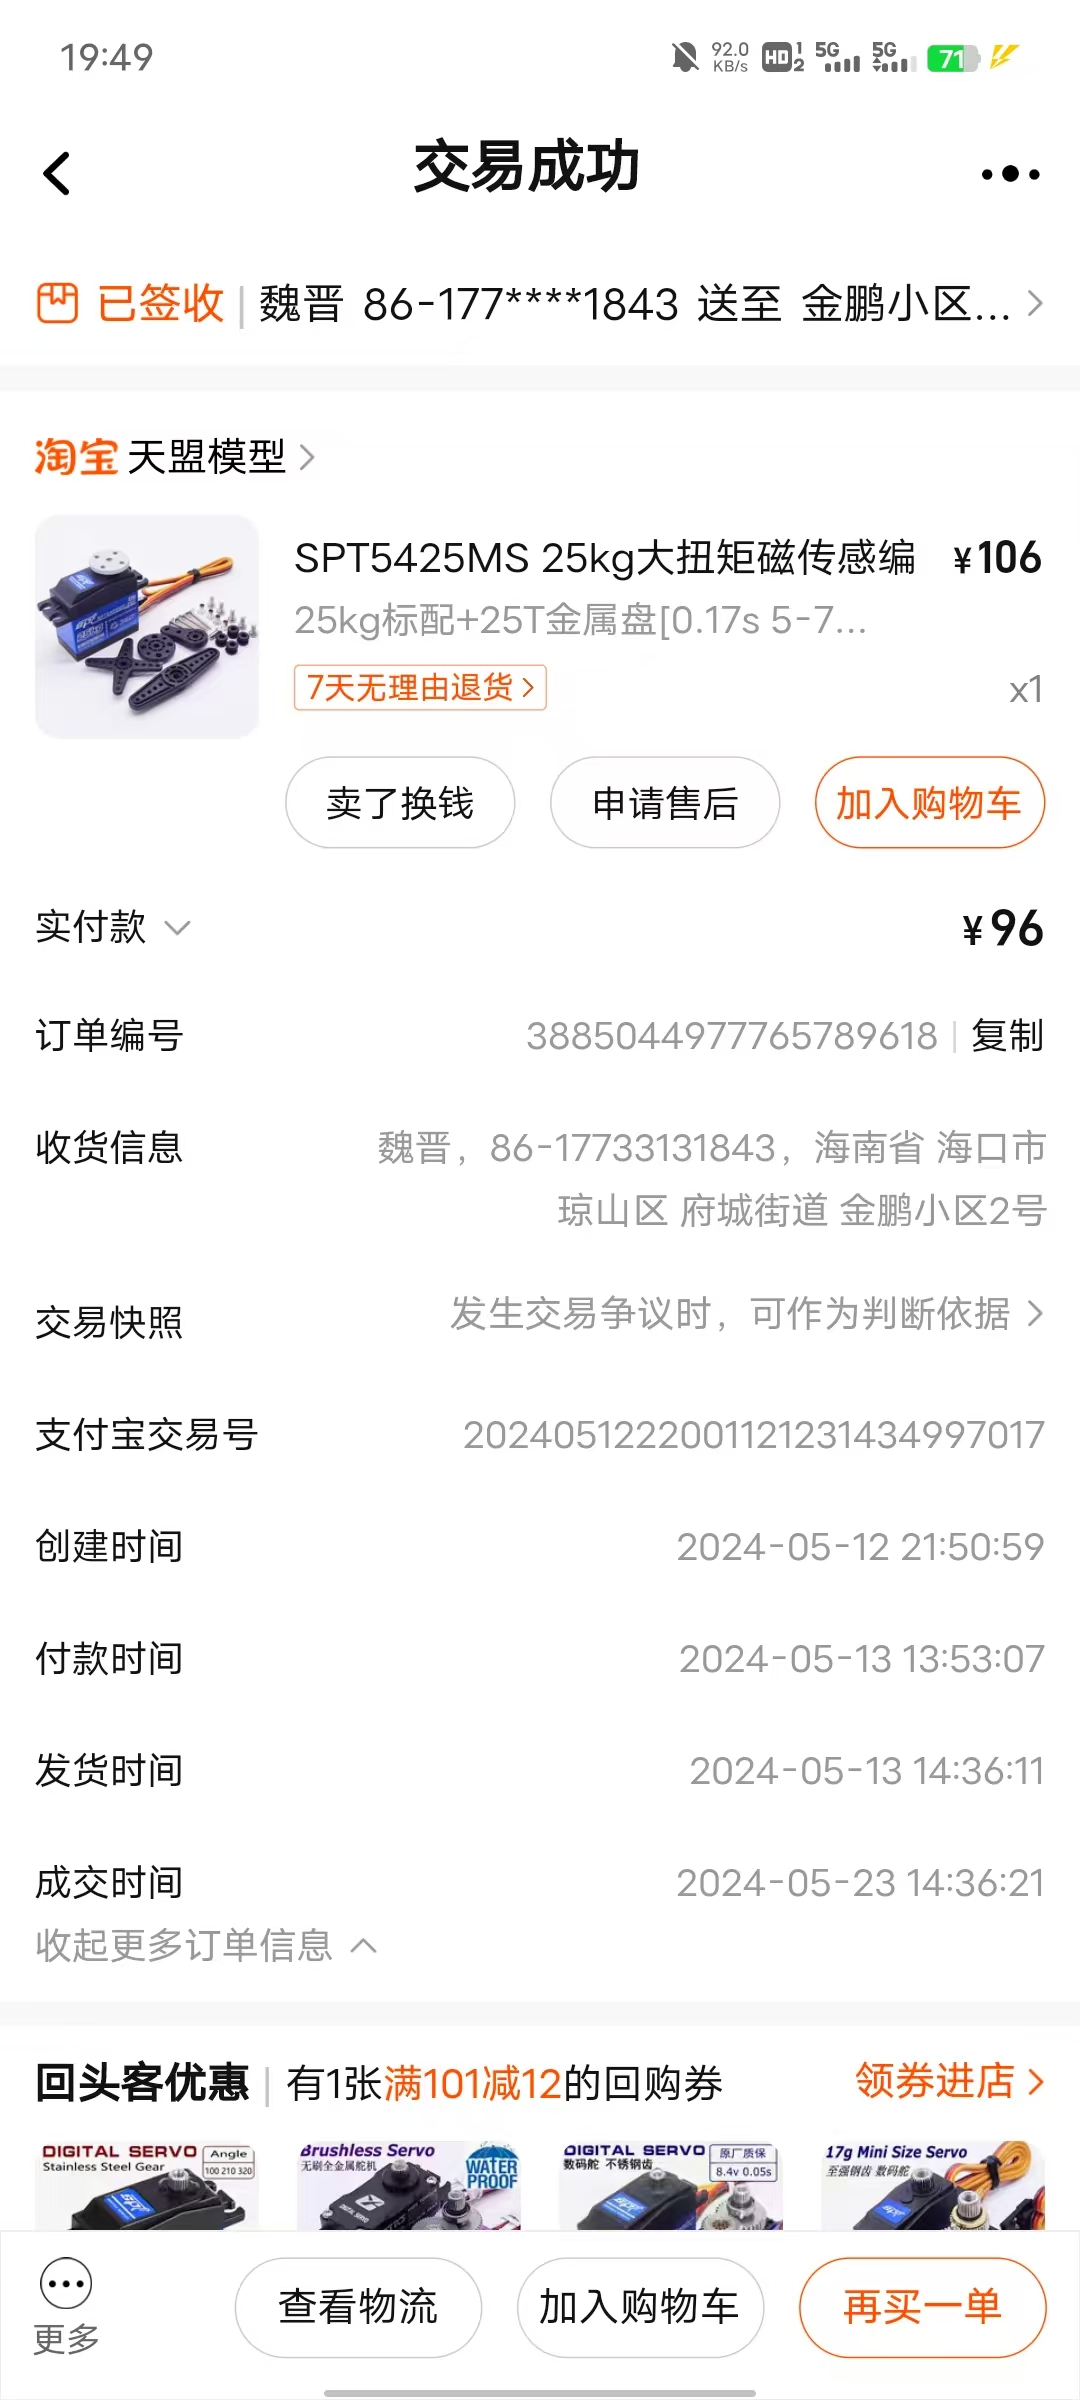 19:49
92.0 KB/s HD 1 2 5G 5G 71
交易成功
已签收 | 魏晋 86-177****1843 送至 金鹏小区...
淘宝 天盟模型
SPT5425MS 25kg大扭矩磁传感编 ¥106
25kg标配+25T金属盘[0.17s 5-7...
7天无理由退货
x1
卖了换钱 申请售后 加入购物车
实付款 ¥96
订单编号 3885044977765789618 | 复制
收货信息 魏晋，86-17733131843，海南省 海口市
琼山区 府城街道 金鹏小区2号
交易快照 发生交易争议时，可作为判断依据
支付宝交易号 2024051222001121231434997017
创建时间 2024-05-12 21:50:59
付款时间 2024-05-13 13:53:07
发货时间 2024-05-13 14:36:11
成交时间 2024-05-23 14:36:21
收起更多订单信息
回头客优惠 | 有1张满101减12的回购券 领券进店
DIGITAL SERVO
Stainless Steel Gear
Angle
100 210 320
Brushless Servo
无刷全金属舵机
WATER
PROOF
DIGITAL SERVO
数码舵 不锈钢齿
原厂质保
8.4v 0.05s
17g Mini Size Servo
至强钢齿 数码舵
更多 查看物流 加入购物车 再买一单